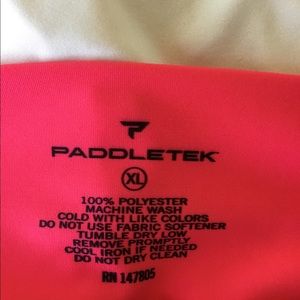 PADDLETEK
XL
100% POLYESTER
MACHINE WASH
COLD WITH LIKE COLORS
DO NOT USE FABRIC SOFTENER
TUMBLE DRY LOW
REMOVE PROMPTLY
COOL IRON IF NEEDED
DO NOT DRY CLEAN
RN 147805